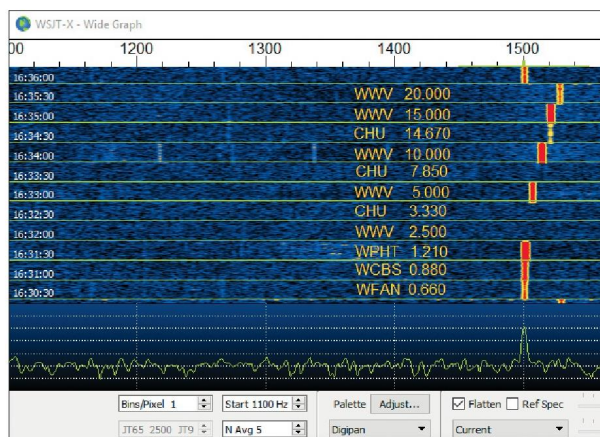 WSJT-X - Wide Graph
00 1200 1300 1400 1500
16:36:00
WWV 20.000
16:35:30
WWV 15.000
16:35:00
CHU 14.670
16:34:30
WWV 10.000
16:34:00
CHU 7.850
16:33:30
WWV 5.000
16:33:00
CHU 3.330
16:32:30
WWV 2.500
16:32:00
WPHT 1.210
16:31:30
WCBS 0.880
16:31:00
WFAN 0.660
16:30:30
1200 1300 1400 1500
Bins/Pixel 1 Start 1100 Hz Palette Adjust... Flatten Ref Spec
JT65 2500 JT9 N Avg 5 Digipan Current